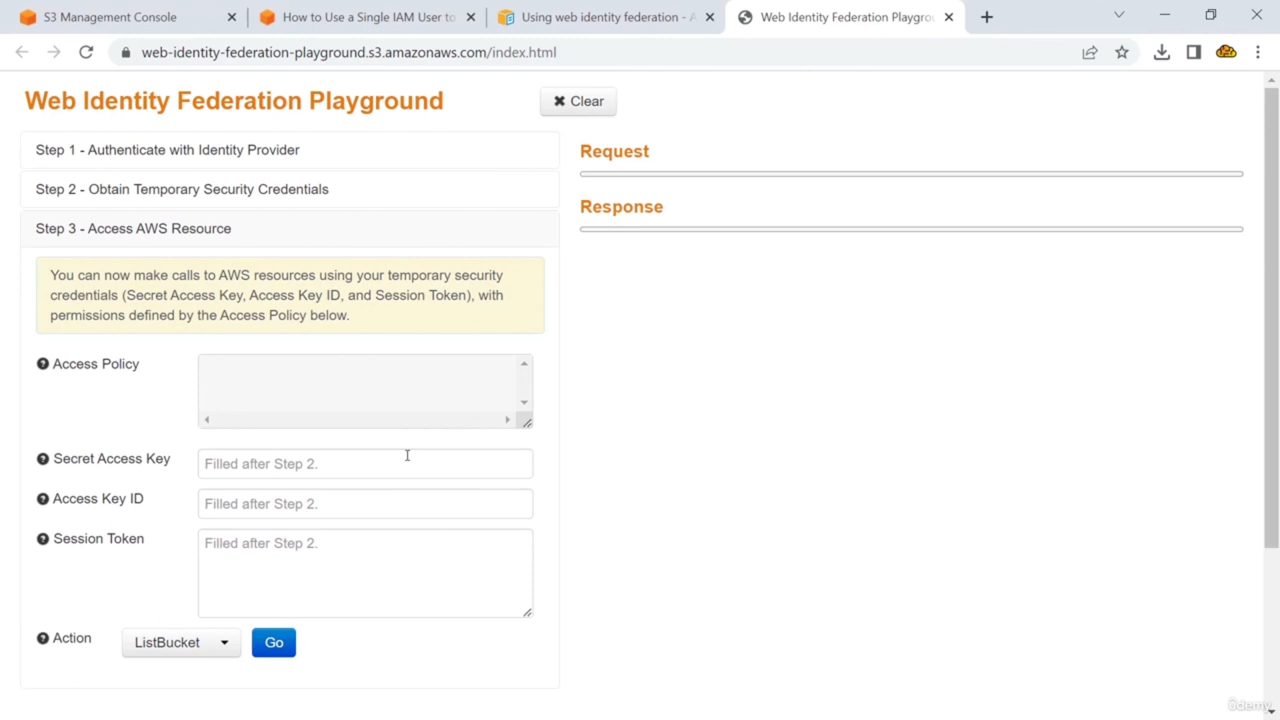 S3 Management Console
How to Use a Single IAM User to
Using web identity federation - A
Web Identity Federation Playgrou
web-identity-federation-playground.s3.amazonaws.com/index.html
Web Identity Federation Playground
Clear
Step 1 - Authenticate with Identity Provider
Step 2 - Obtain Temporary Security Credentials
Step 3 - Access AWS Resource
You can now make calls to AWS resources using your temporary security
credentials (Secret Access Key, Access Key ID, and Session Token), with
permissions defined by the Access Policy below.
Access Policy
Secret Access Key
Filled after Step 2.
Access Key ID
Filled after Step 2.
Session Token
Filled after Step 2.
Action
ListBucket
Go
Request
Response
ûdemy